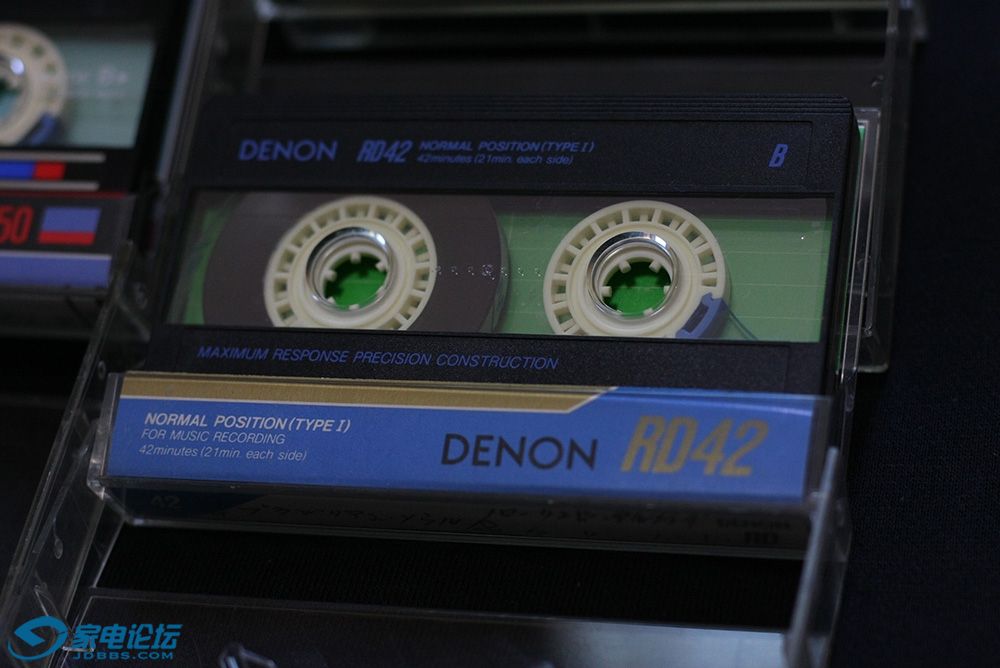 DENON RD42 NORMAL POSITION (TYPE I)
42minutes (21min. each side)
B
50
MAXIMUM RESPONSE PRECISION CONSTRUCTION
NORMAL POSITION (TYPE I)
FOR MUSIC RECORDING
42minutes (21min. each side)
DENON RD42
家电论坛
JDBBS.COM